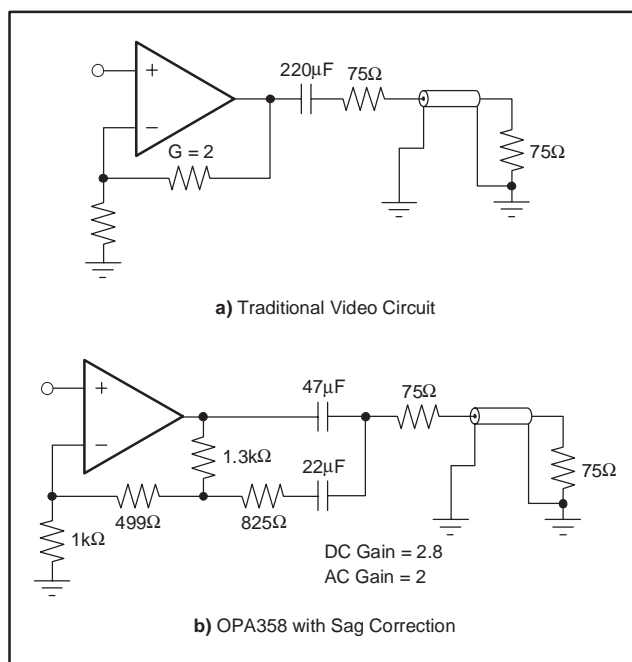 220μF
75Ω
+
−
G = 2
75Ω
a) Traditional Video Circuit
47μF
75Ω
+
−
1.3kΩ
22μF
75Ω
499Ω
825Ω
1kΩ
DC Gain = 2.8
AC Gain = 2
b) OPA358 with Sag Correction